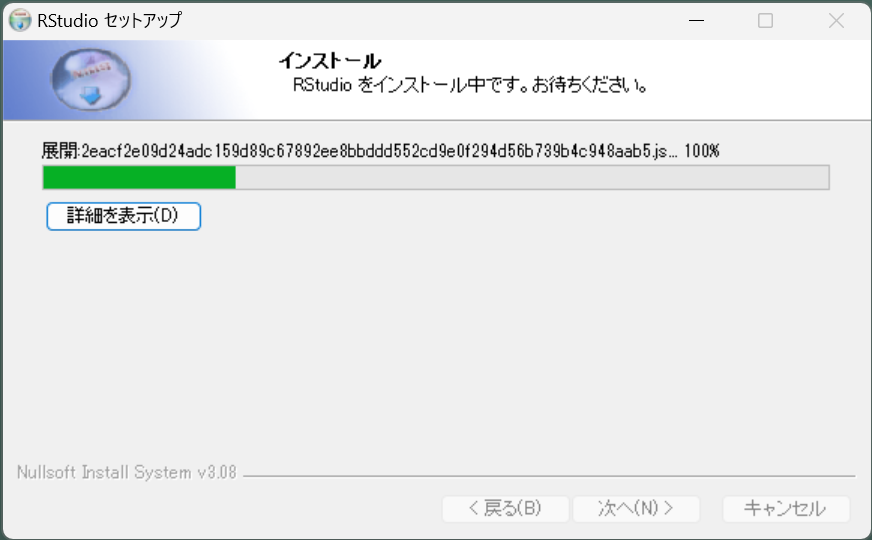 RStudio セットアップ
インストール
RStudio をインストール中です。お待ちください。
展開:2eacf2e09d24adc159d89c67892ee8bbddd552cd9e0f294d56b739b4c948aab5.js... 100%
詳細を表示(D)
Nullsoft Install System v3.08
< 戻る(B)
次へ(N) >
キャンセル